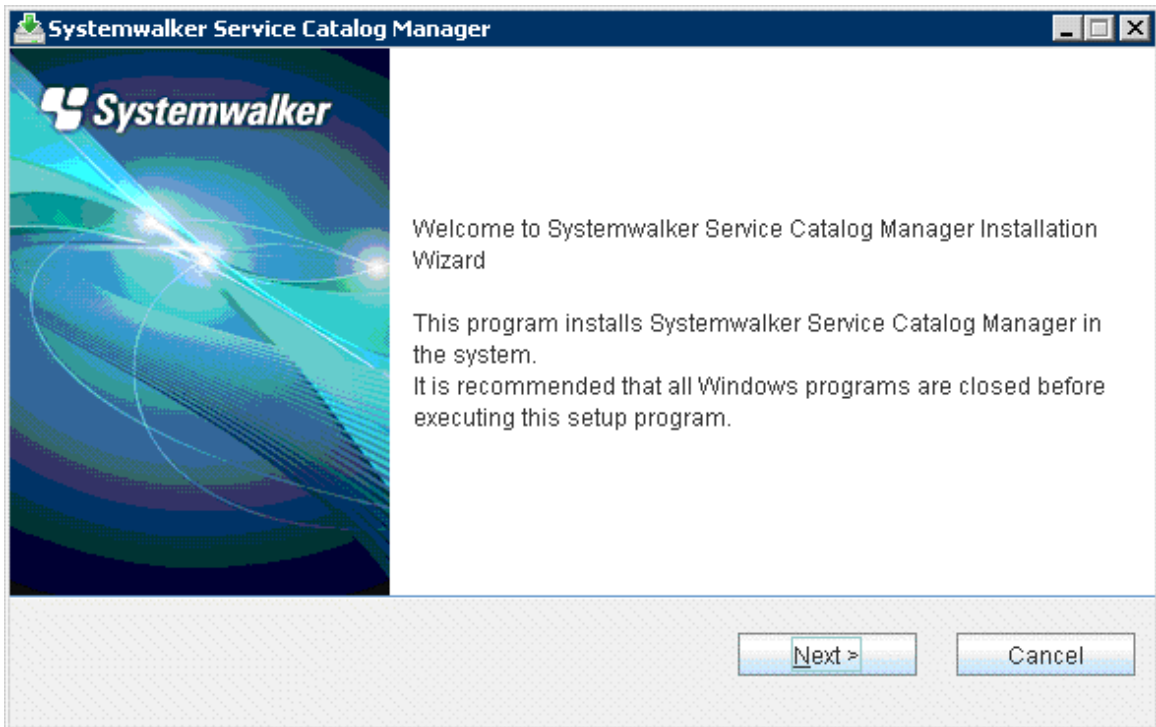 Systemwalker Service Catalog Manager
Systemwalker
Welcome to Systemwalker Service Catalog Manager Installation
Wizard
This program installs Systemwalker Service Catalog Manager in
the system.
It is recommended that all Windows programs are closed before
executing this setup program.
Next >
Cancel